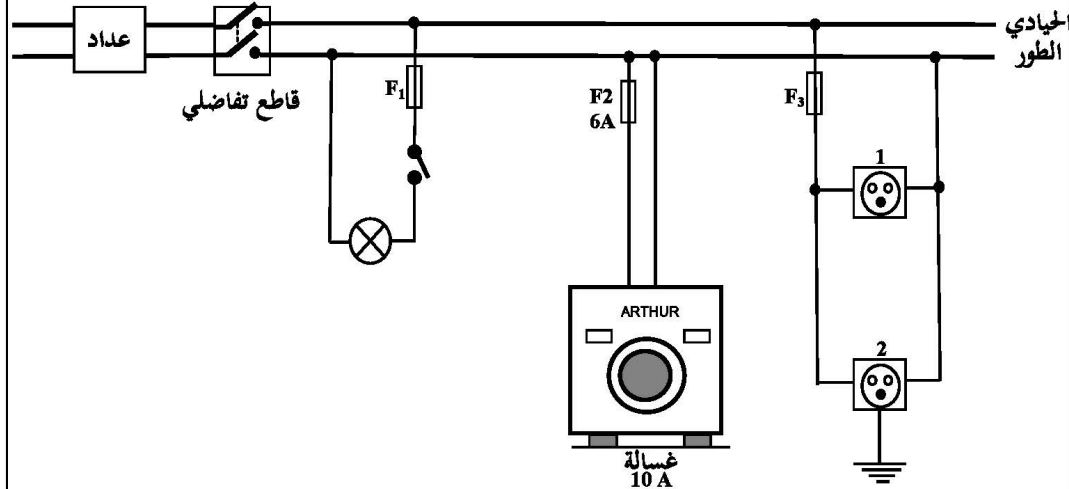 الحيادي
الطور
عداد
قاطع تفاضلي
F1
F2
6A
F3
1
2
ARTHUR
غسالة
10 A